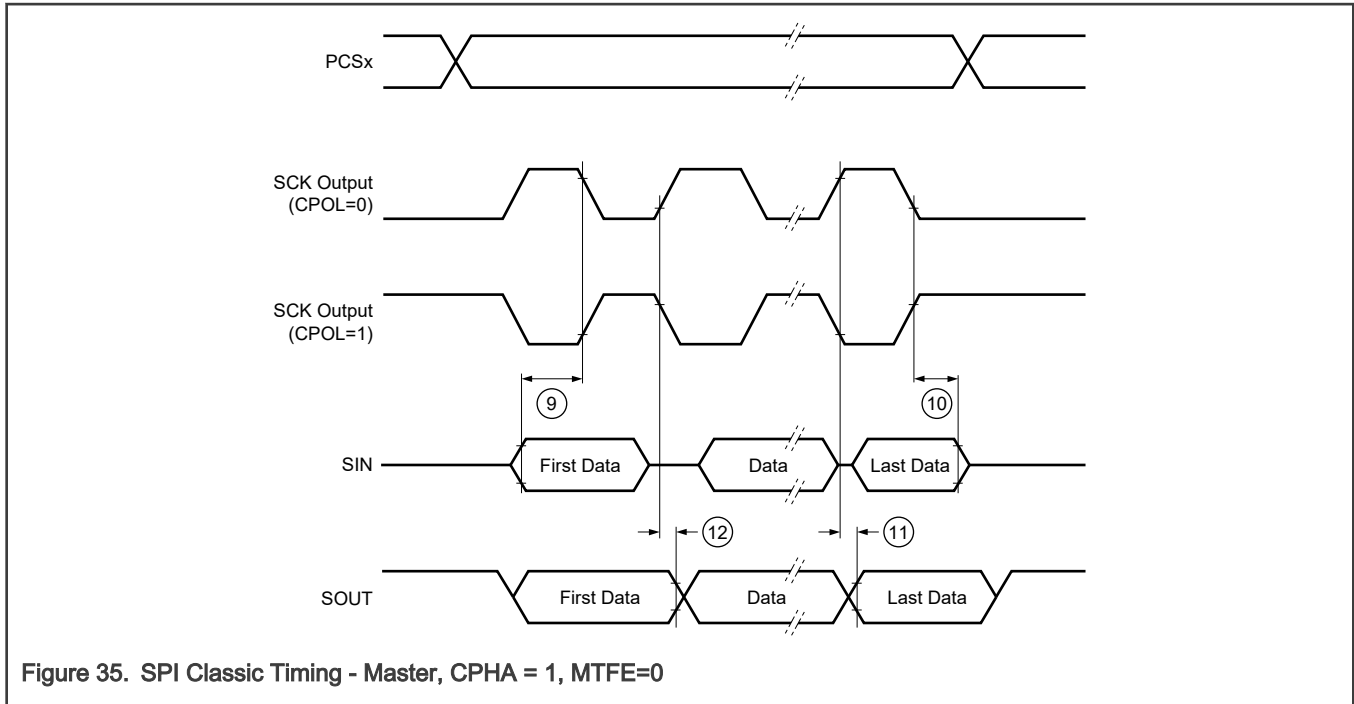 PCSx
SCK Output
(CPOL=0)
SCK Output
(CPOL=1)
9
10
SIN
First Data
Data
Last Data
12
11
SOUT
First Data
Data
Last Data
Figure 35. SPI Classic Timing - Master, CPHA = 1, MTFE=0